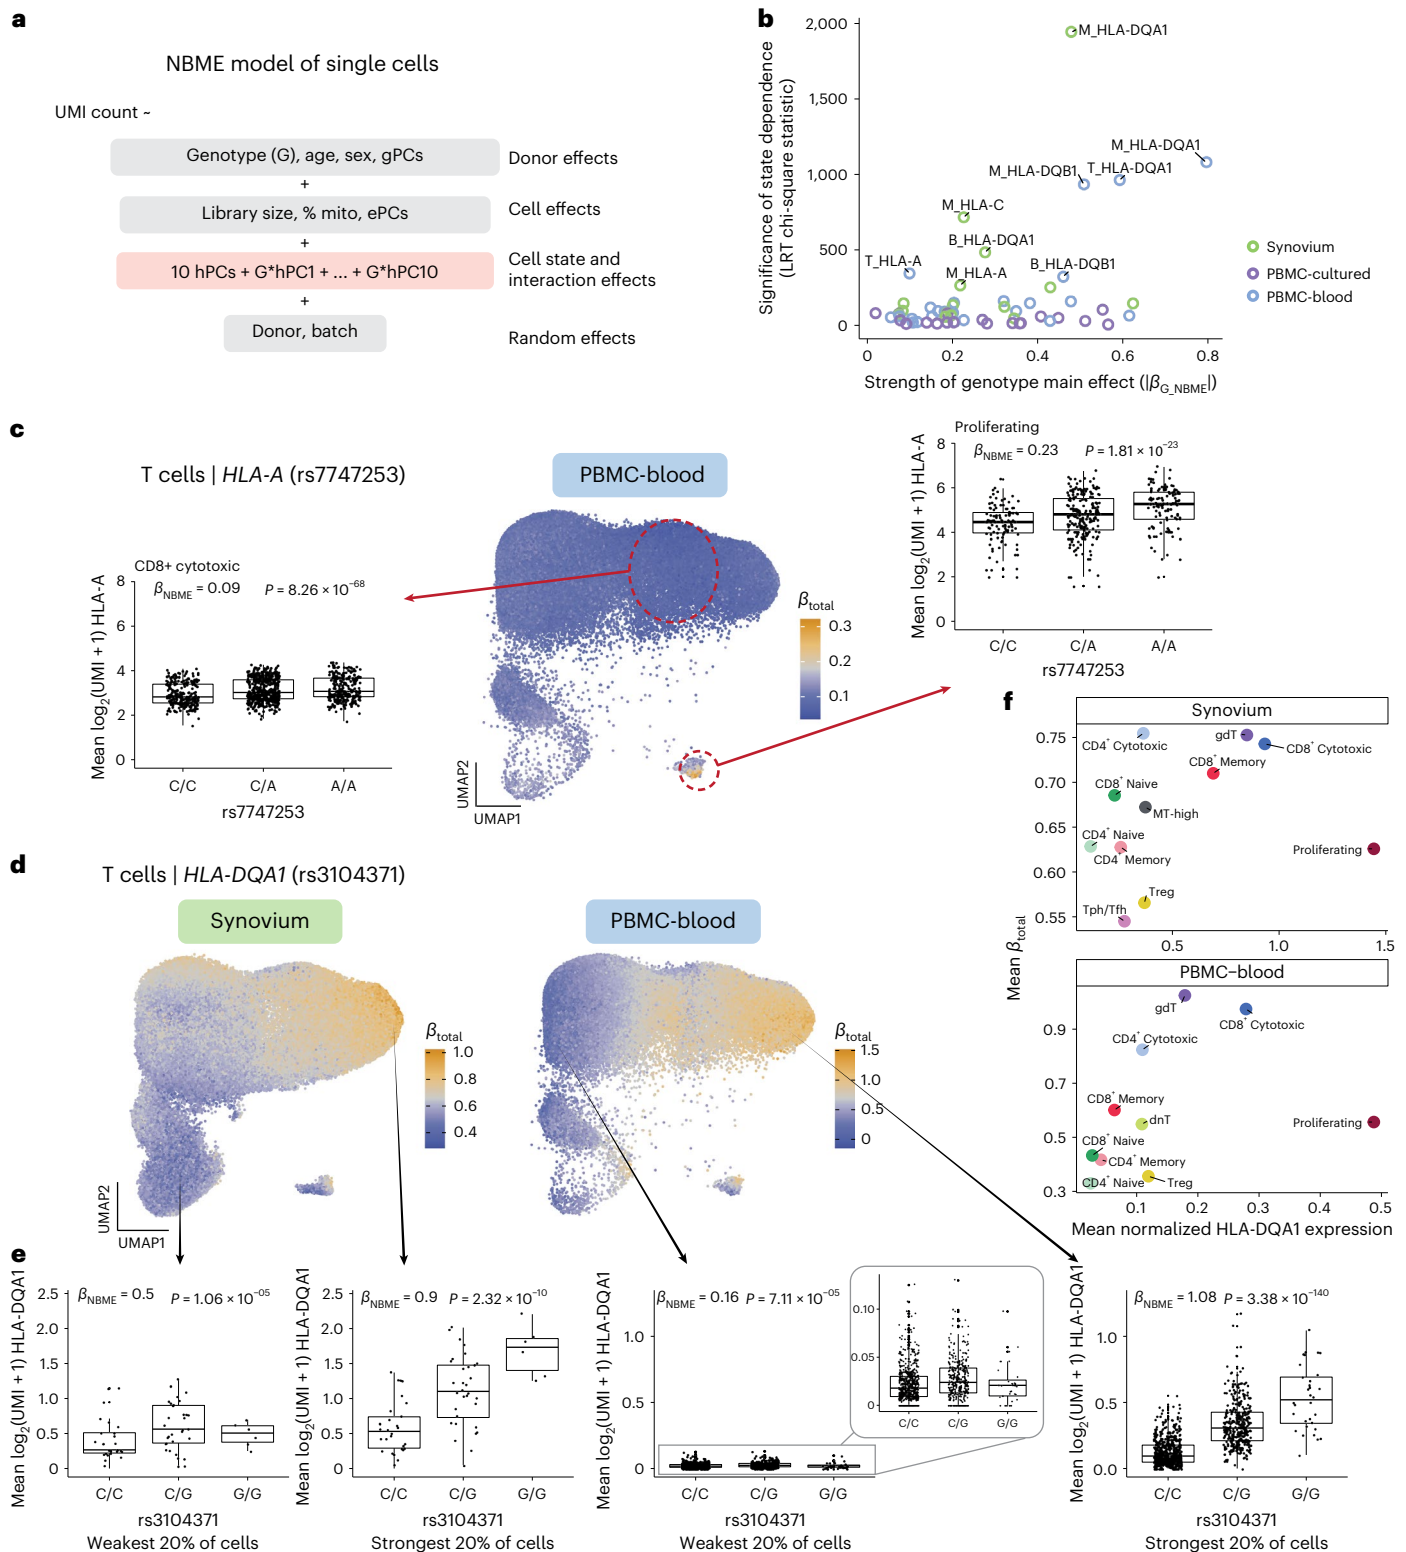 a
NBME model of single cells
UMI count ~
Genotype (G), age, sex, gPCs
Donor effects
+
Library size, % mito, ePCs
Cell effects
+
10 hPCs + G*hPC1 + ... + G*hPC10
Cell state and
interaction effects
+
Donor, batch
Random effects
b
Significance of state dependence
(LRT chi-square statistic)
2,000
1,500
1,000
500
0
M_HLA-DQA1
M_HLA-DQA1
M_HLA-DQB1
T_HLA-DQA1
M_HLA-C
B_HLA-DQA1
T_HLA-A
M_HLA-A
B_HLA-DQB1
Synovium
PBMC-cultured
PBMC-blood
0 0.2 0.4 0.6 0.8
Strength of genotype main effect (|βG_NBME|)
c
T cells | HLA-A (rs7747253)
PBMC-blood
CD8+ cytotoxic
βNBME = 0.09 P = 8.26 × 10−68
Mean log2(UMI + 1) HLA-A
8
6
4
2
0
C/C C/A A/A
rs7747253
UMAP2
UMAP1
βtotal
0.3
0.2
0.1
Proliferating
βNBME = 0.23 P = 1.81 × 10−23
Mean log2(UMI + 1) HLA-A
8
6
4
2
0
C/C C/A A/A
rs7747253
d
T cells | HLA-DQA1 (rs3104371)
Synovium
PBMC-blood
βtotal
1.0
0.8
0.6
0.4
βtotal
1.5
1.0
0.5
0
UMAP2
UMAP1
e
Mean log2(UMI + 1) HLA-DQA1
βNBME = 0.5 P = 1.06 × 10−05
2.5
2.0
1.5
1.0
0.5
0
C/C C/G G/G
rs3104371
Weakest 20% of cells
Mean log2(UMI + 1) HLA-DQA1
βNBME = 0.9 P = 2.32 × 10−10
2.5
2.0
1.5
1.0
0.5
0
C/C C/G G/G
rs3104371
Strongest 20% of cells
Mean log2(UMI + 1) HLA-DQA1
βNBME = 0.16 P = 7.11 × 10−05
1.0
0.5
0
C/C C/G G/G
rs3104371
Weakest 20% of cells
0.10
0.05
0
C/C C/G G/G
Mean log2(UMI + 1) HLA-DQA1
βNBME = 1.08 P = 3.38 × 10−140
1.0
0.5
0.0
C/C C/G G/G
rs3104371
Strongest 20% of cells
f
Synovium
Mean βtotal
0.75
0.70
0.65
0.60
0.55
CD4+ Cytotoxic
gdT
CD8+ Cytotoxic
CD8+ Memory
CD8+ Naive
MT-high
CD4+ Naive
CD4+ Memory
Proliferating
Treg
Tph/Tfh
0.5 1.0 1.5
PBMC–blood
0.9
0.7
0.5
0.3
gdT
CD8+ Cytotoxic
CD4+ Cytotoxic
CD8+ Memory
dnT
Proliferating
CD8+ Naive
CD4+ Memory
CD4+ Naive
Treg
0.1 0.2 0.3 0.4 0.5
Mean normalized HLA-DQA1 expression